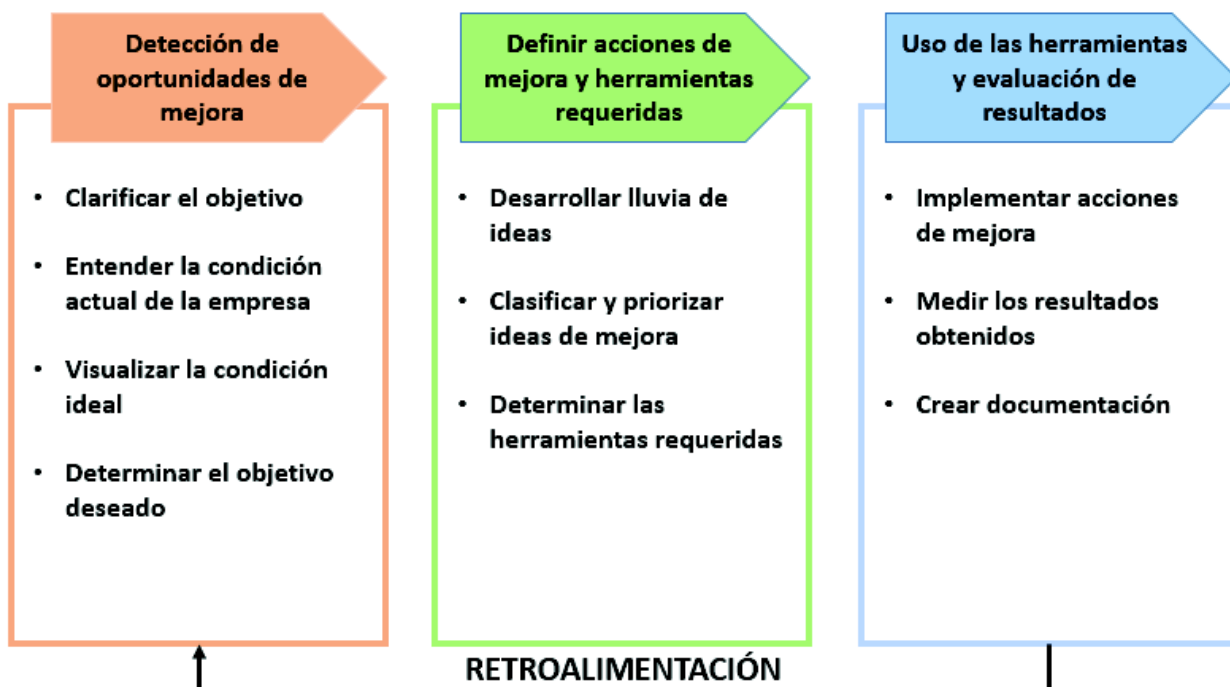 Detección de
oportunidades de
mejora
• Clarificar el objetivo
• Entender la condición
actual de la empresa
• Visualizar la condición
ideal
• Determinar el objetivo
deseado
Definir acciones de
mejora y herramientas
requeridas
• Desarrollar lluvia de
ideas
• Clasificar y priorizar
ideas de mejora
• Determinar las
herramientas requeridas
Uso de las herramientas
y evaluación de
resultados
• Implementar acciones
de mejora
• Medir los resultados
obtenidos
• Crear documentación
RETROALIMENTACIÓN